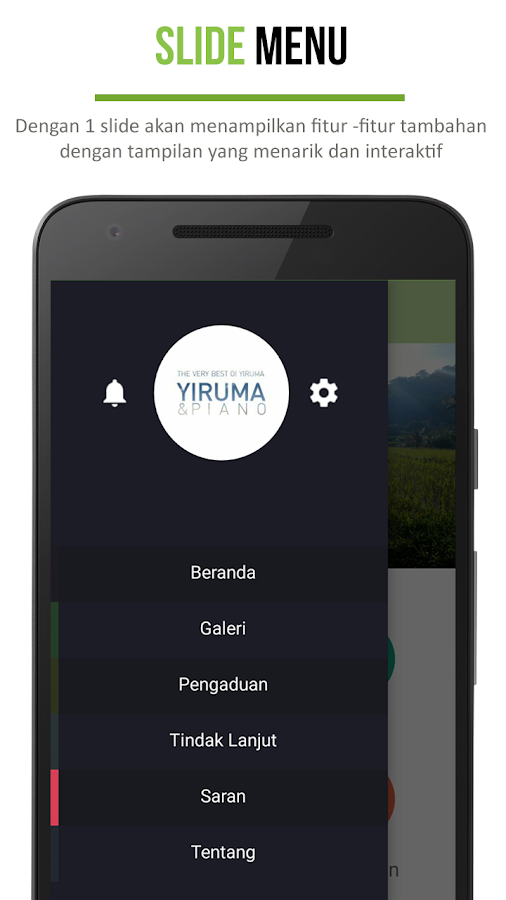 SLIDE MENU
Dengan 1 slide akan menampilkan fitur -fitur tambahan
dengan tampilan yang menarik dan interaktif
THE VERY BEST OF YIRUMA
YIRUMA
&PIANO
Beranda
Galeri
Pengaduan
Tindak Lanjut
Saran
Tentang
n